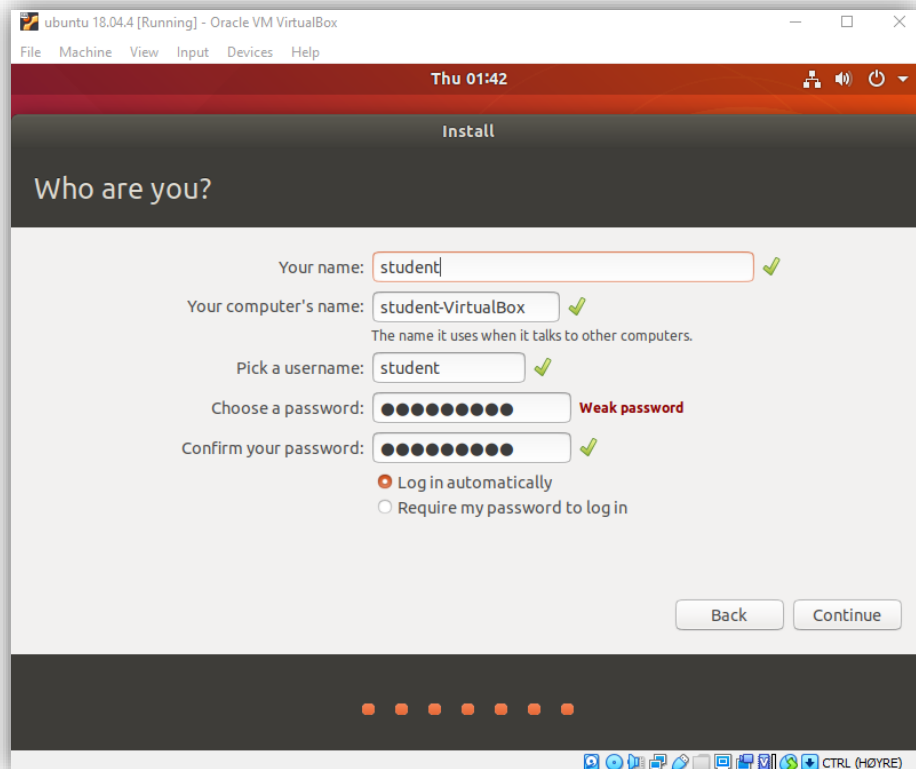 ubuntu 18.04.4 [Running] - Oracle VM VirtualBox
File Machine View Input Devices Help
Thu 01:42
Install
Who are you?
Your name: student
Your computer's name: student-VirtualBox
The name it uses when it talks to other computers.
Pick a username: student
Choose a password: ●●●●●●●●● Weak password
Confirm your password: ●●●●●●●●●
Log in automatically
Require my password to log in
Back Continue
CTRL (HØYRE)